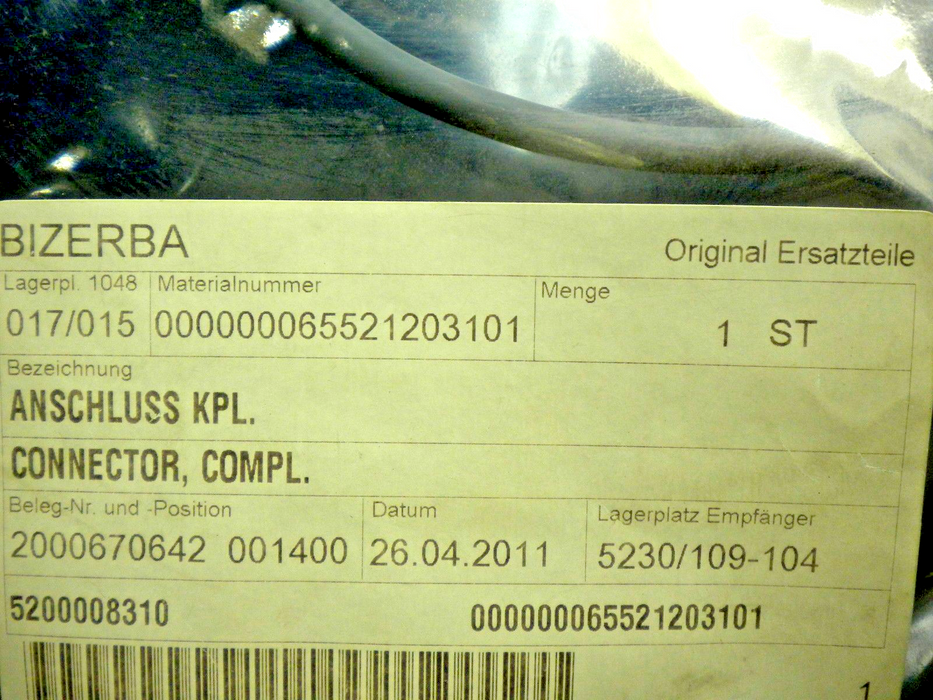 BIZERBA
Original Ersatzteile
Lagerpl. 1048 Materialnummer Menge
017/015 000000065521203101 1 ST
Bezeichnung
ANSCHLUSS KPL.
CONNECTOR, COMPL.
Beleg-Nr. und -Position Datum Lagerplatz Empfänger
2000670642 001400 26.04.2011 5230/109-104
5200008310 000000065521203101
1